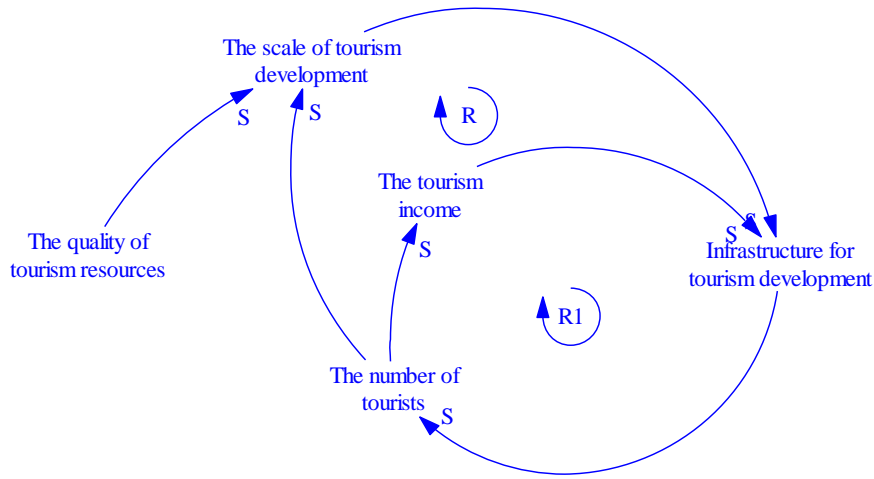 The scale of tourism
development
S
S
R
The tourism
income
S
The quality of
tourism resources
S
S
Infrastructure for
tourism development
R1
The number of
tourists
S